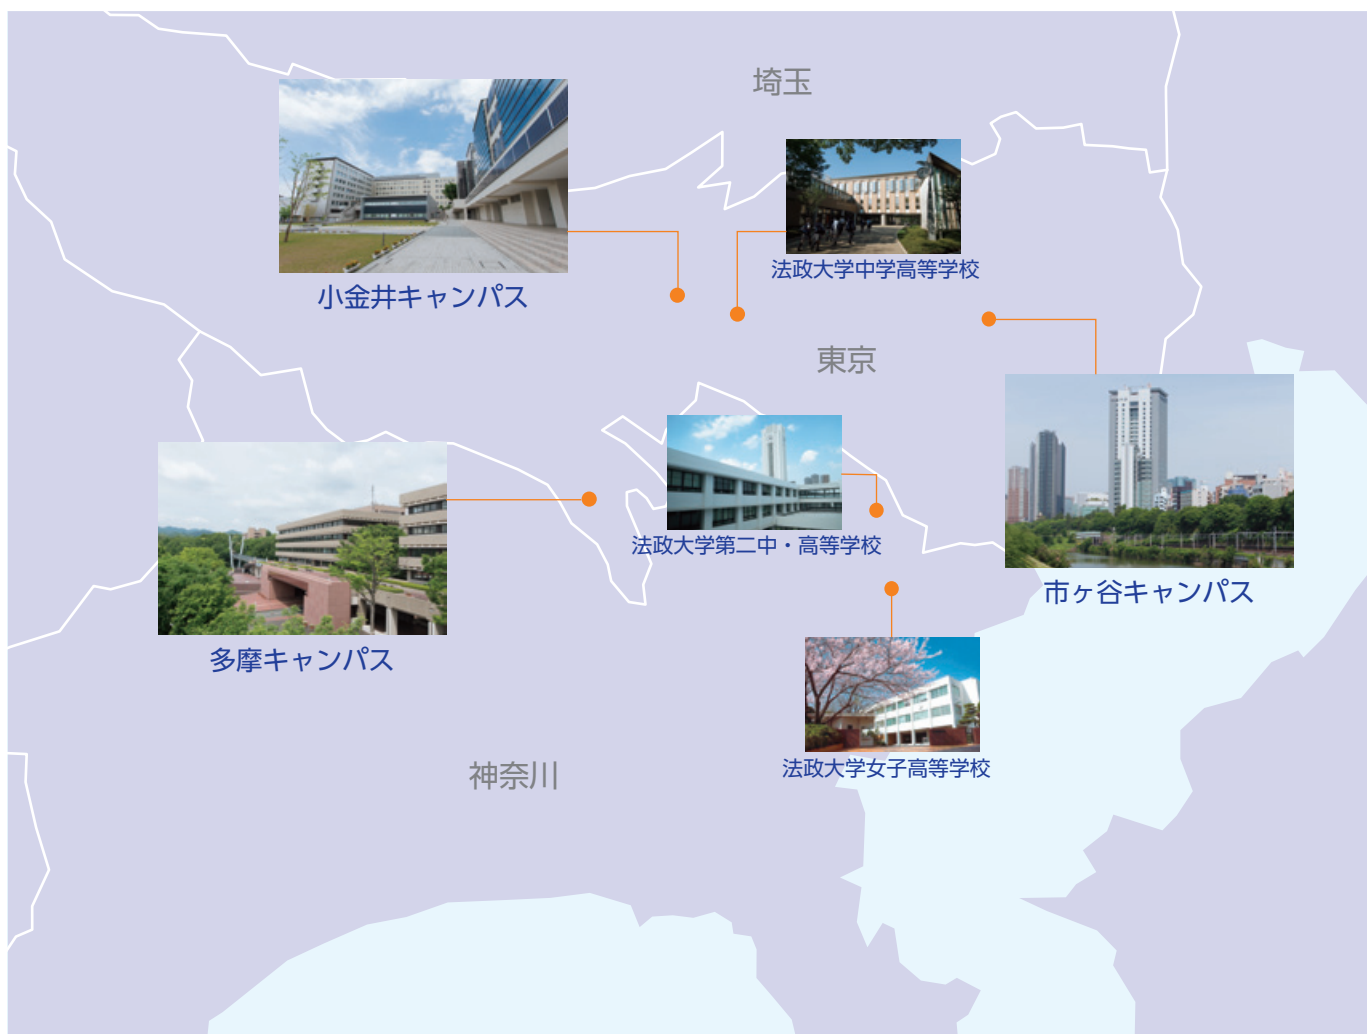 埼玉
法政大学中学高等学校
小金井キャンパス
東京
法政大学第二中・高等学校
市ヶ谷キャンパス
多摩キャンパス
法政大学女子高等学校
神奈川